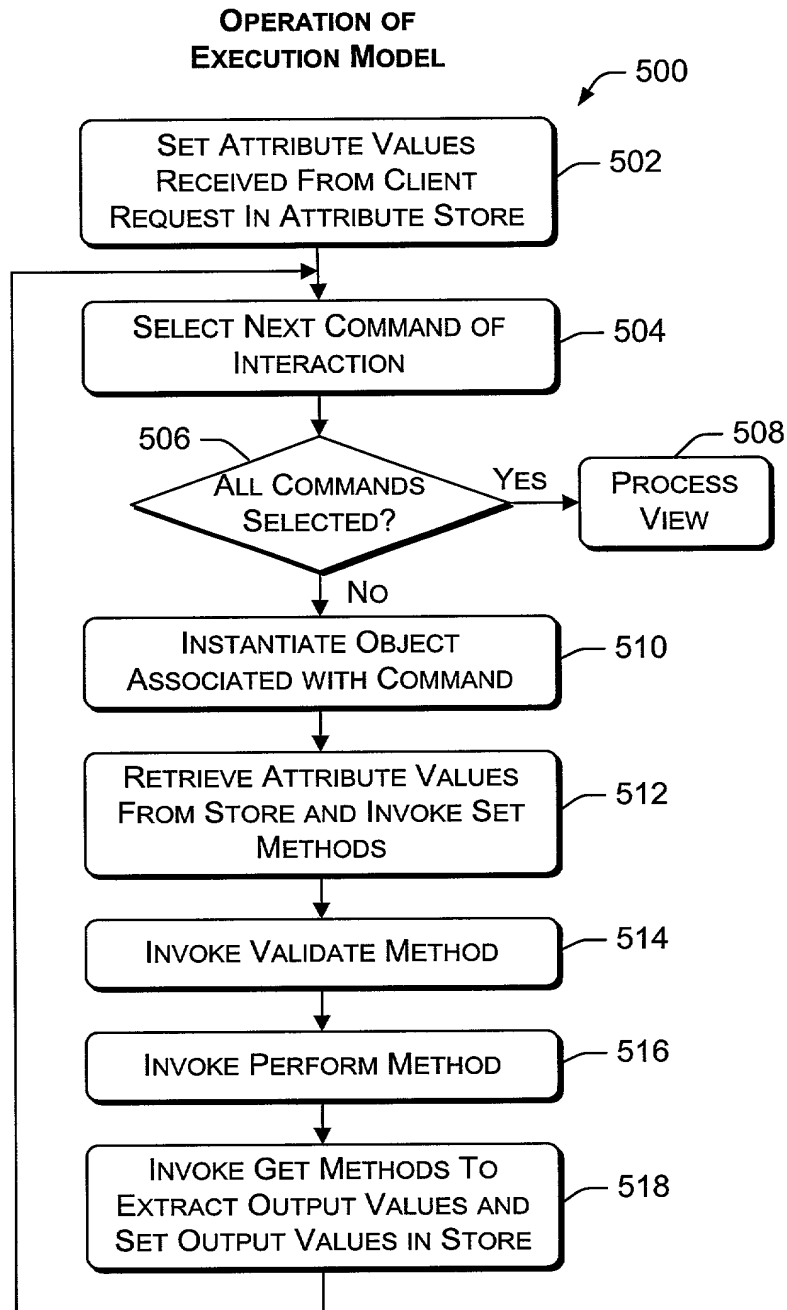 OPERATION OF
EXECUTION MODEL
500
SET ATTRIBUTE VALUES
RECEIVED FROM CLIENT
REQUEST IN ATTRIBUTE STORE
502
SELECT NEXT COMMAND OF
INTERACTION
504
506
ALL COMMANDS
SELECTED?
YES
508
PROCESS
VIEW
NO
INSTANTIATE OBJECT
ASSOCIATED WITH COMMAND
510
RETRIEVE ATTRIBUTE VALUES
FROM STORE AND INVOKE SET
METHODS
512
INVOKE VALIDATE METHOD
514
INVOKE PERFORM METHOD
516
INVOKE GET METHODS TO
EXTRACT OUTPUT VALUES AND
SET OUTPUT VALUES IN STORE
518